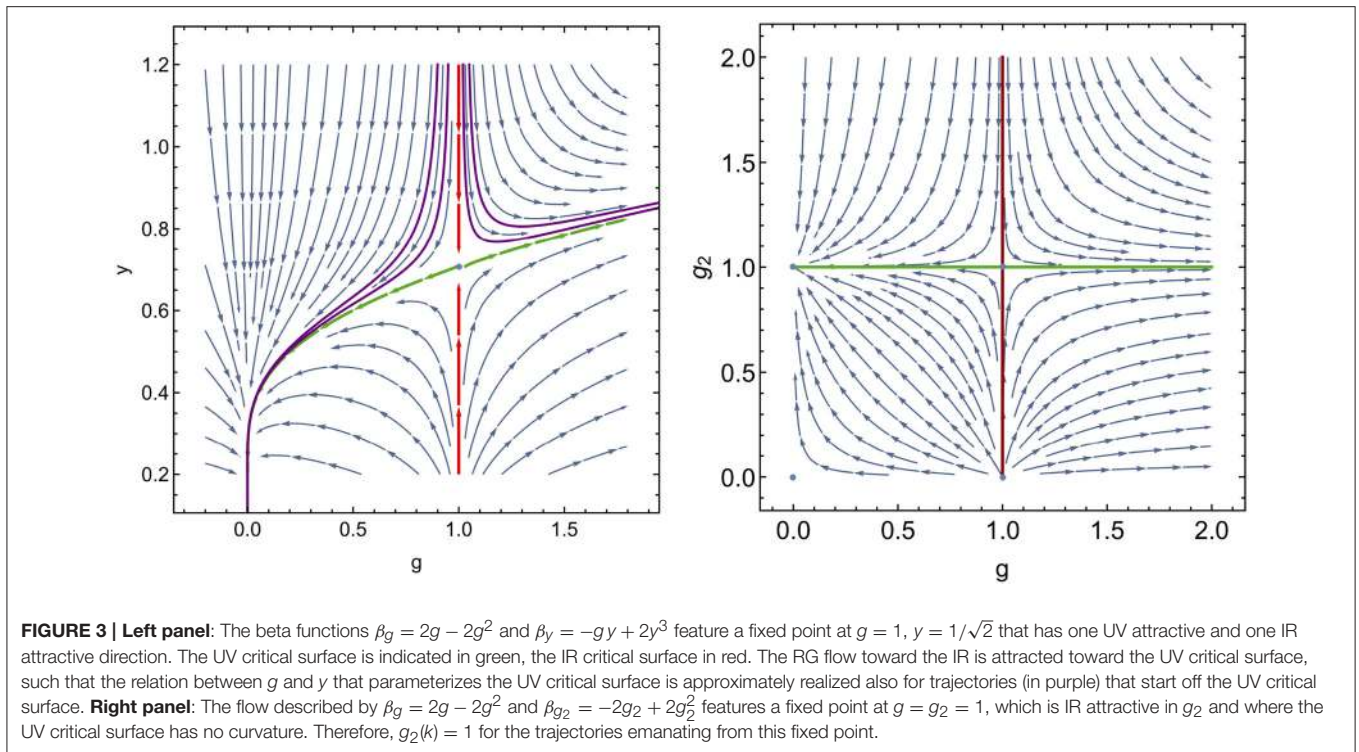 1.2
1.0
0.8
0.6
0.4
0.2
y
0.0 0.5 1.0 1.5
g
2.0
1.5
1.0
0.5
0.0
g₂
0.0 0.5 1.0 1.5 2.0
g
FIGURE 3 | Left panel: The beta functions β_g = 2g − 2g² and β_y = −g y + 2y³ feature a fixed point at g = 1, y = 1/√2 that has one UV attractive and one IR
attractive direction. The UV critical surface is indicated in green, the IR critical surface in red. The RG flow toward the IR is attracted toward the UV critical surface,
such that the relation between g and y that parameterizes the UV critical surface is approximately realized also for trajectories (in purple) that start off the UV critical
surface. Right panel: The flow described by β_g = 2g − 2g² and β_g₂ = −2g₂ + 2g₂² features a fixed point at g = g₂ = 1, which is IR attractive in g₂ and where the
UV critical surface has no curvature. Therefore, g₂(k) = 1 for the trajectories emanating from this fixed point.